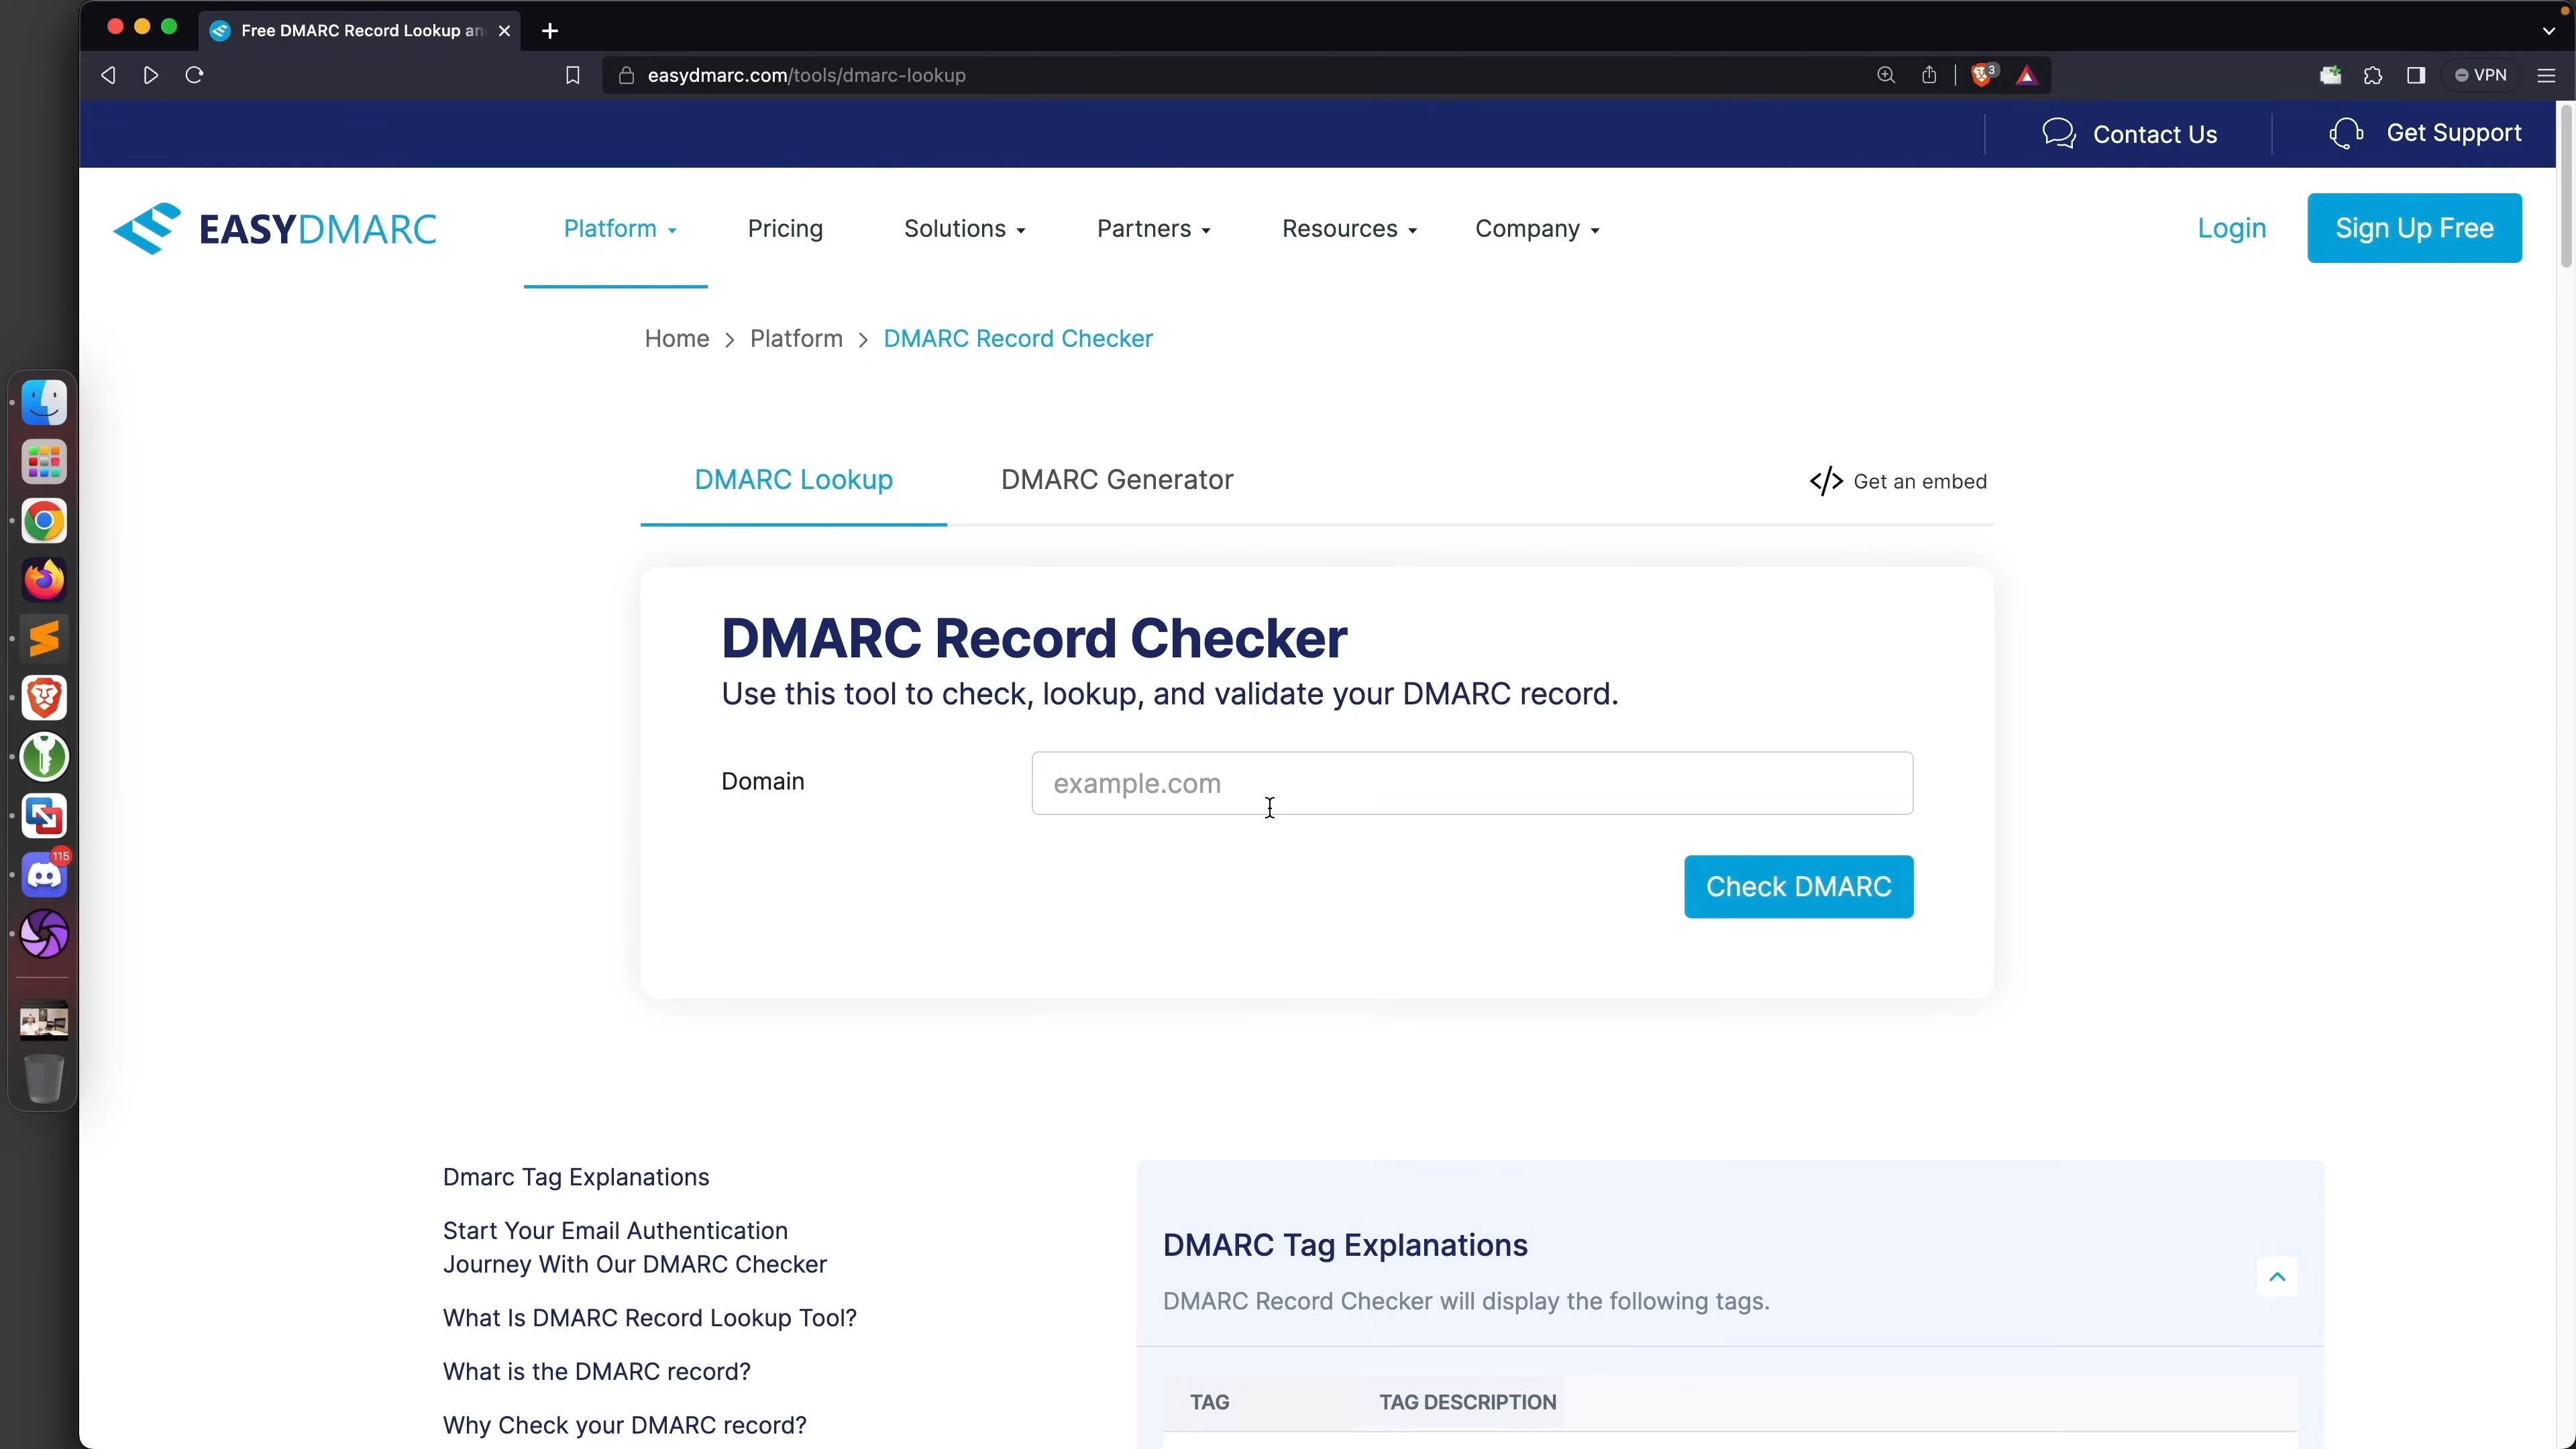 Free DMARC Record Lookup an
easydmarc.com/tools/dmarc-lookup
3
VPN
Contact Us
Get Support
EASYDMARC
Platform
Pricing
Solutions
Partners
Resources
Company
Login
Sign Up Free
Home > Platform > DMARC Record Checker
DMARC Lookup
DMARC Generator
</> Get an embed
DMARC Record Checker
Use this tool to check, lookup, and validate your DMARC record.
Domain
example.com
Check DMARC
115
Dmarc Tag Explanations
Start Your Email Authentication
Journey With Our DMARC Checker
What Is DMARC Record Lookup Tool?
What is the DMARC record?
Why Check your DMARC record?
DMARC Tag Explanations
DMARC Record Checker will display the following tags.
TAG
TAG DESCRIPTION